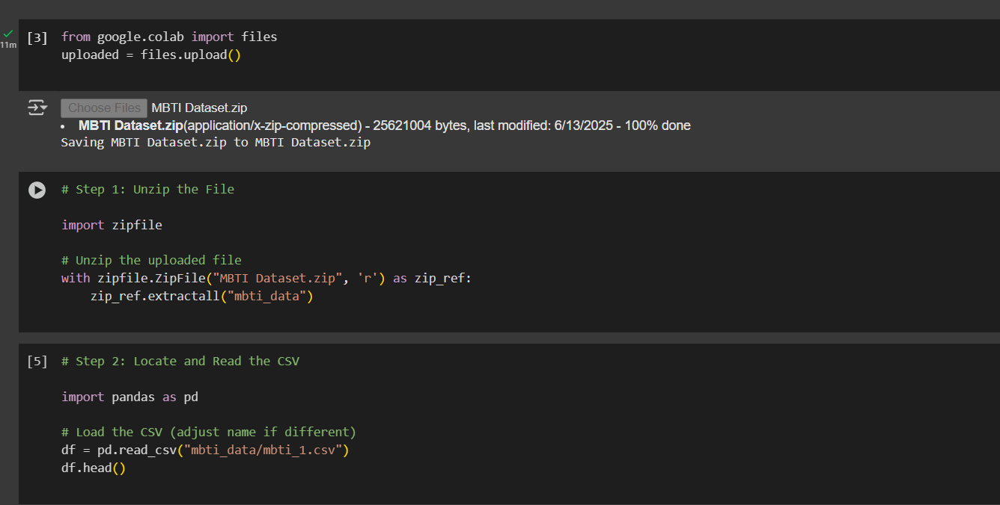 [3] from google.colab import files
11m
uploaded = files.upload()
Choose Files MBTI Dataset.zip
• MBTI Dataset.zip(application/x-zip-compressed) - 25621004 bytes, last modified: 6/13/2025 - 100% done
Saving MBTI Dataset.zip to MBTI Dataset.zip
# Step 1: Unzip the File
import zipfile
# Unzip the uploaded file
with zipfile.ZipFile("MBTI Dataset.zip", 'r') as zip_ref:
    zip_ref.extractall("mbti_data")
[5] # Step 2: Locate and Read the CSV
import pandas as pd
# Load the CSV (adjust name if different)
df = pd.read_csv("mbti_data/mbti_1.csv")
df.head()